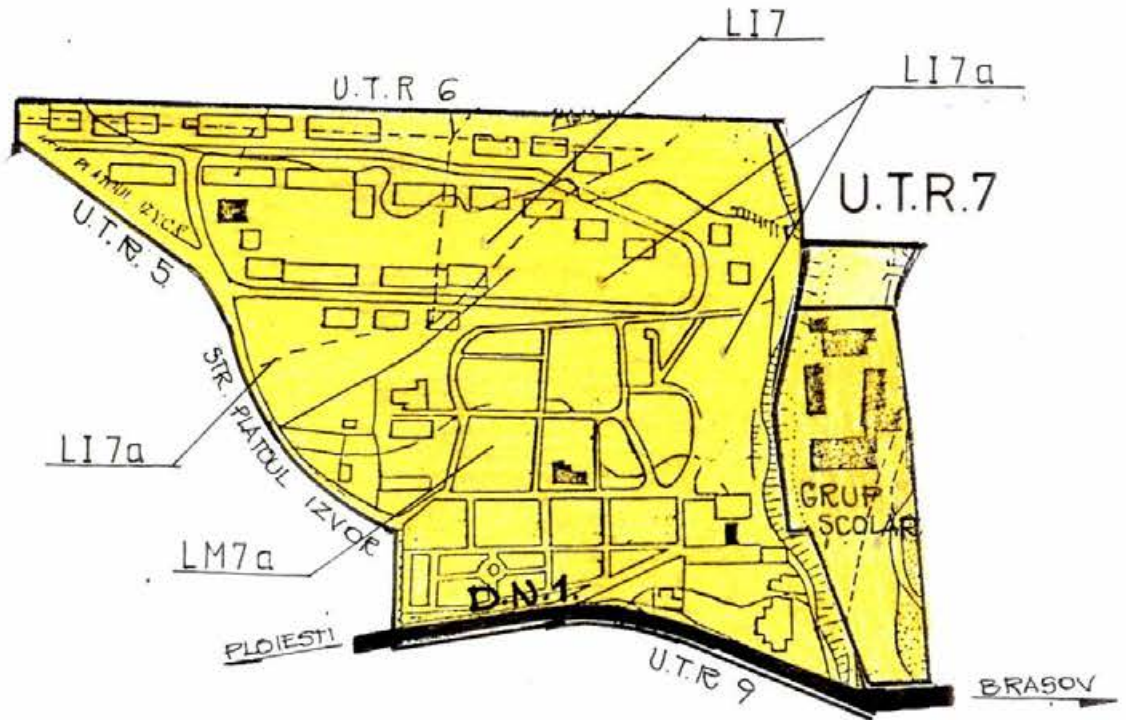 LI7
LI7a
U.T.R 6
U.T.R.7
PLATOUL IZVOR
U.T.R. 5.
STR. PLATOUL IZVOR
LI7a
GRUP
SCOLAR
LM7a
D.N.1.
PLOIESTI
U.T.R 9
BRASOV